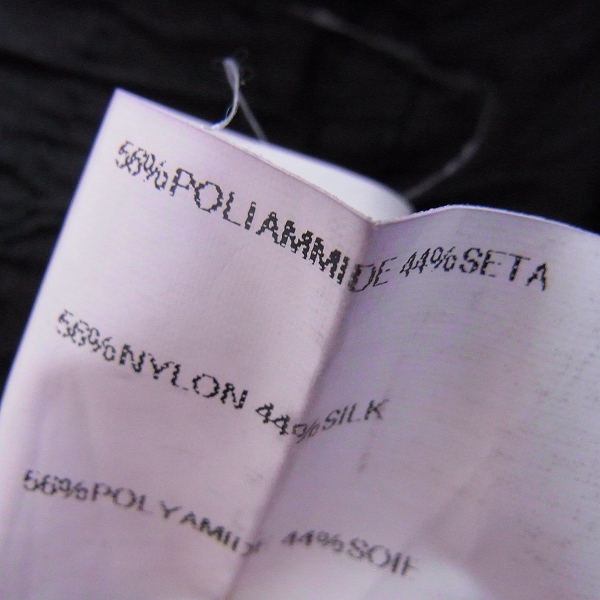 56%POLIAMMIDE 44%SETA
56%NYLON 44%SILK
56%POLYAMIDE 44%SOIE